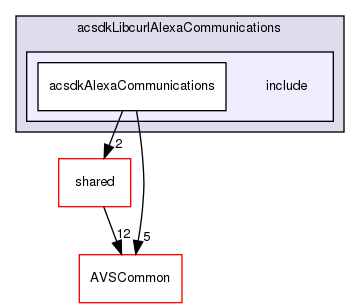 acsdkLibcurlAlexaCommunications
acsdkAlexaCommunications include
2
shared
12 5
AVSCommon